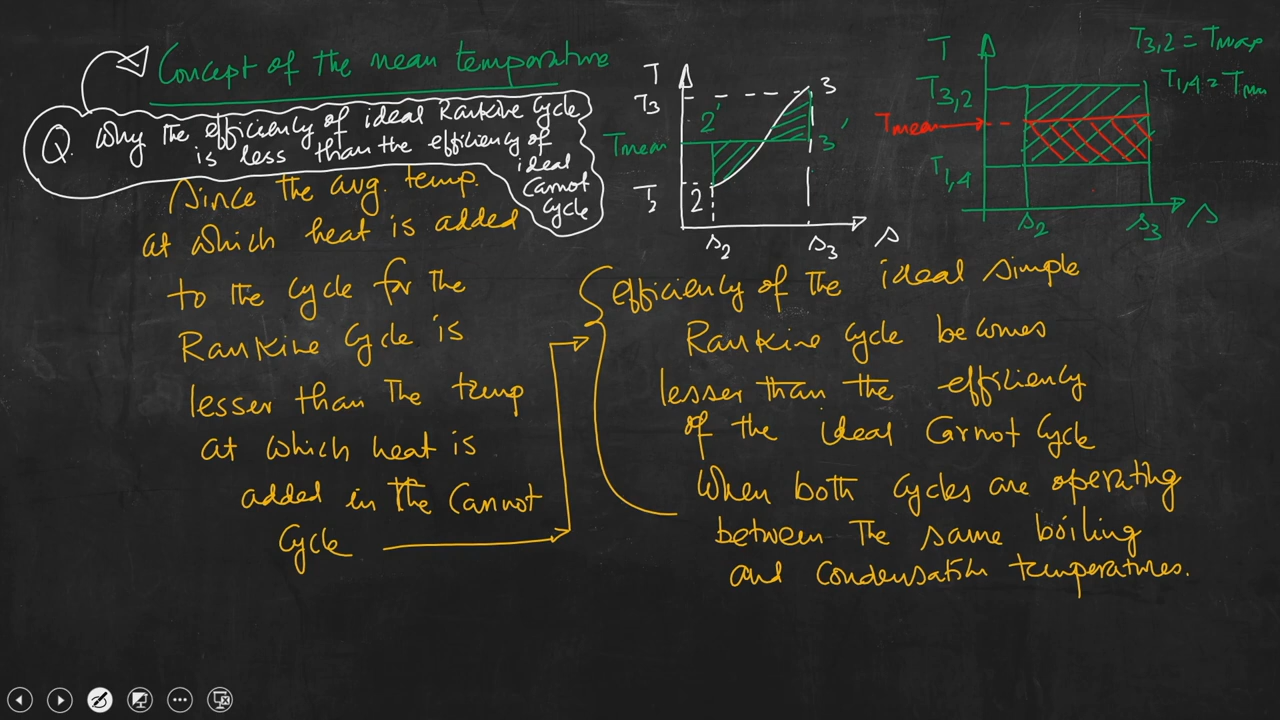 Concept of the mean temperature
Q. Why the efficiency of ideal Rankine Cycle
is less than the efficiency of
ideal
Carnot
Cycle
Since the avg. temp.
at which heat is added
to the cycle for the
Rankine Cycle is
lesser than The temp
at which heat is
added in The Carnot
Cycle
T
T3
Tmean
T2
2'
2
3
3'
s2
s3
s
T
T3,2
Tmean
T1,4
s2
s3
s
T3,2 = Tmax
T1,4 = Tmin
Efficiency of the ideal simple
Rankine Cycle becomes
lesser than the efficiency
of the ideal Carnot Cycle
When both cycles are operating
between The same boiling
and condensation temperatures.